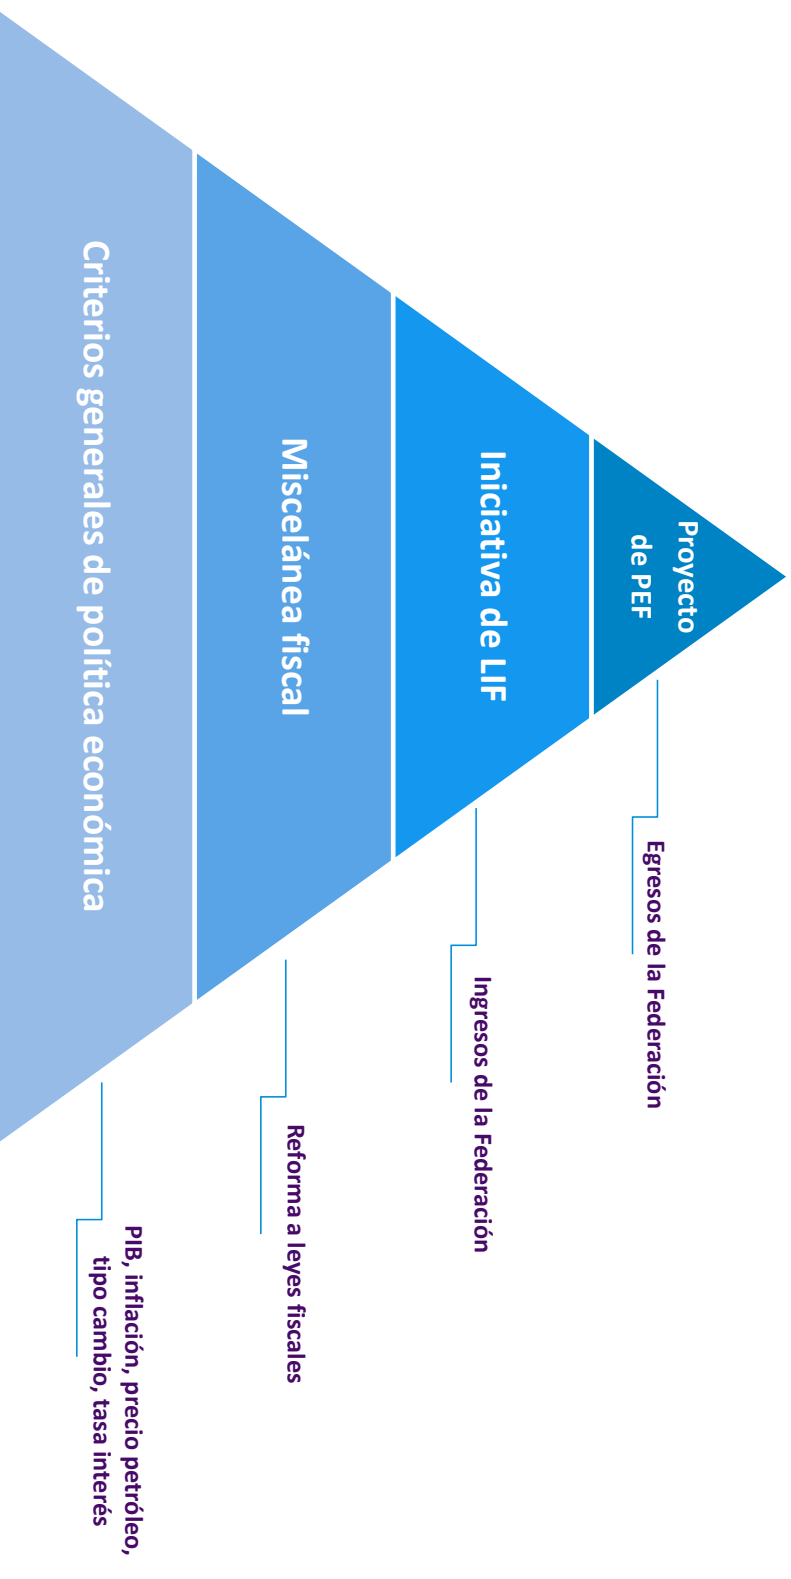 Proyecto
de PEF
Egresos de la Federación
Iniciativa de LIF
Ingresos de la Federación
Miscelánea fiscal
Reforma a leyes fiscales
Criterios generales de política económica
PIB, inflación, precio petróleo,
tipo cambio, tasa interés